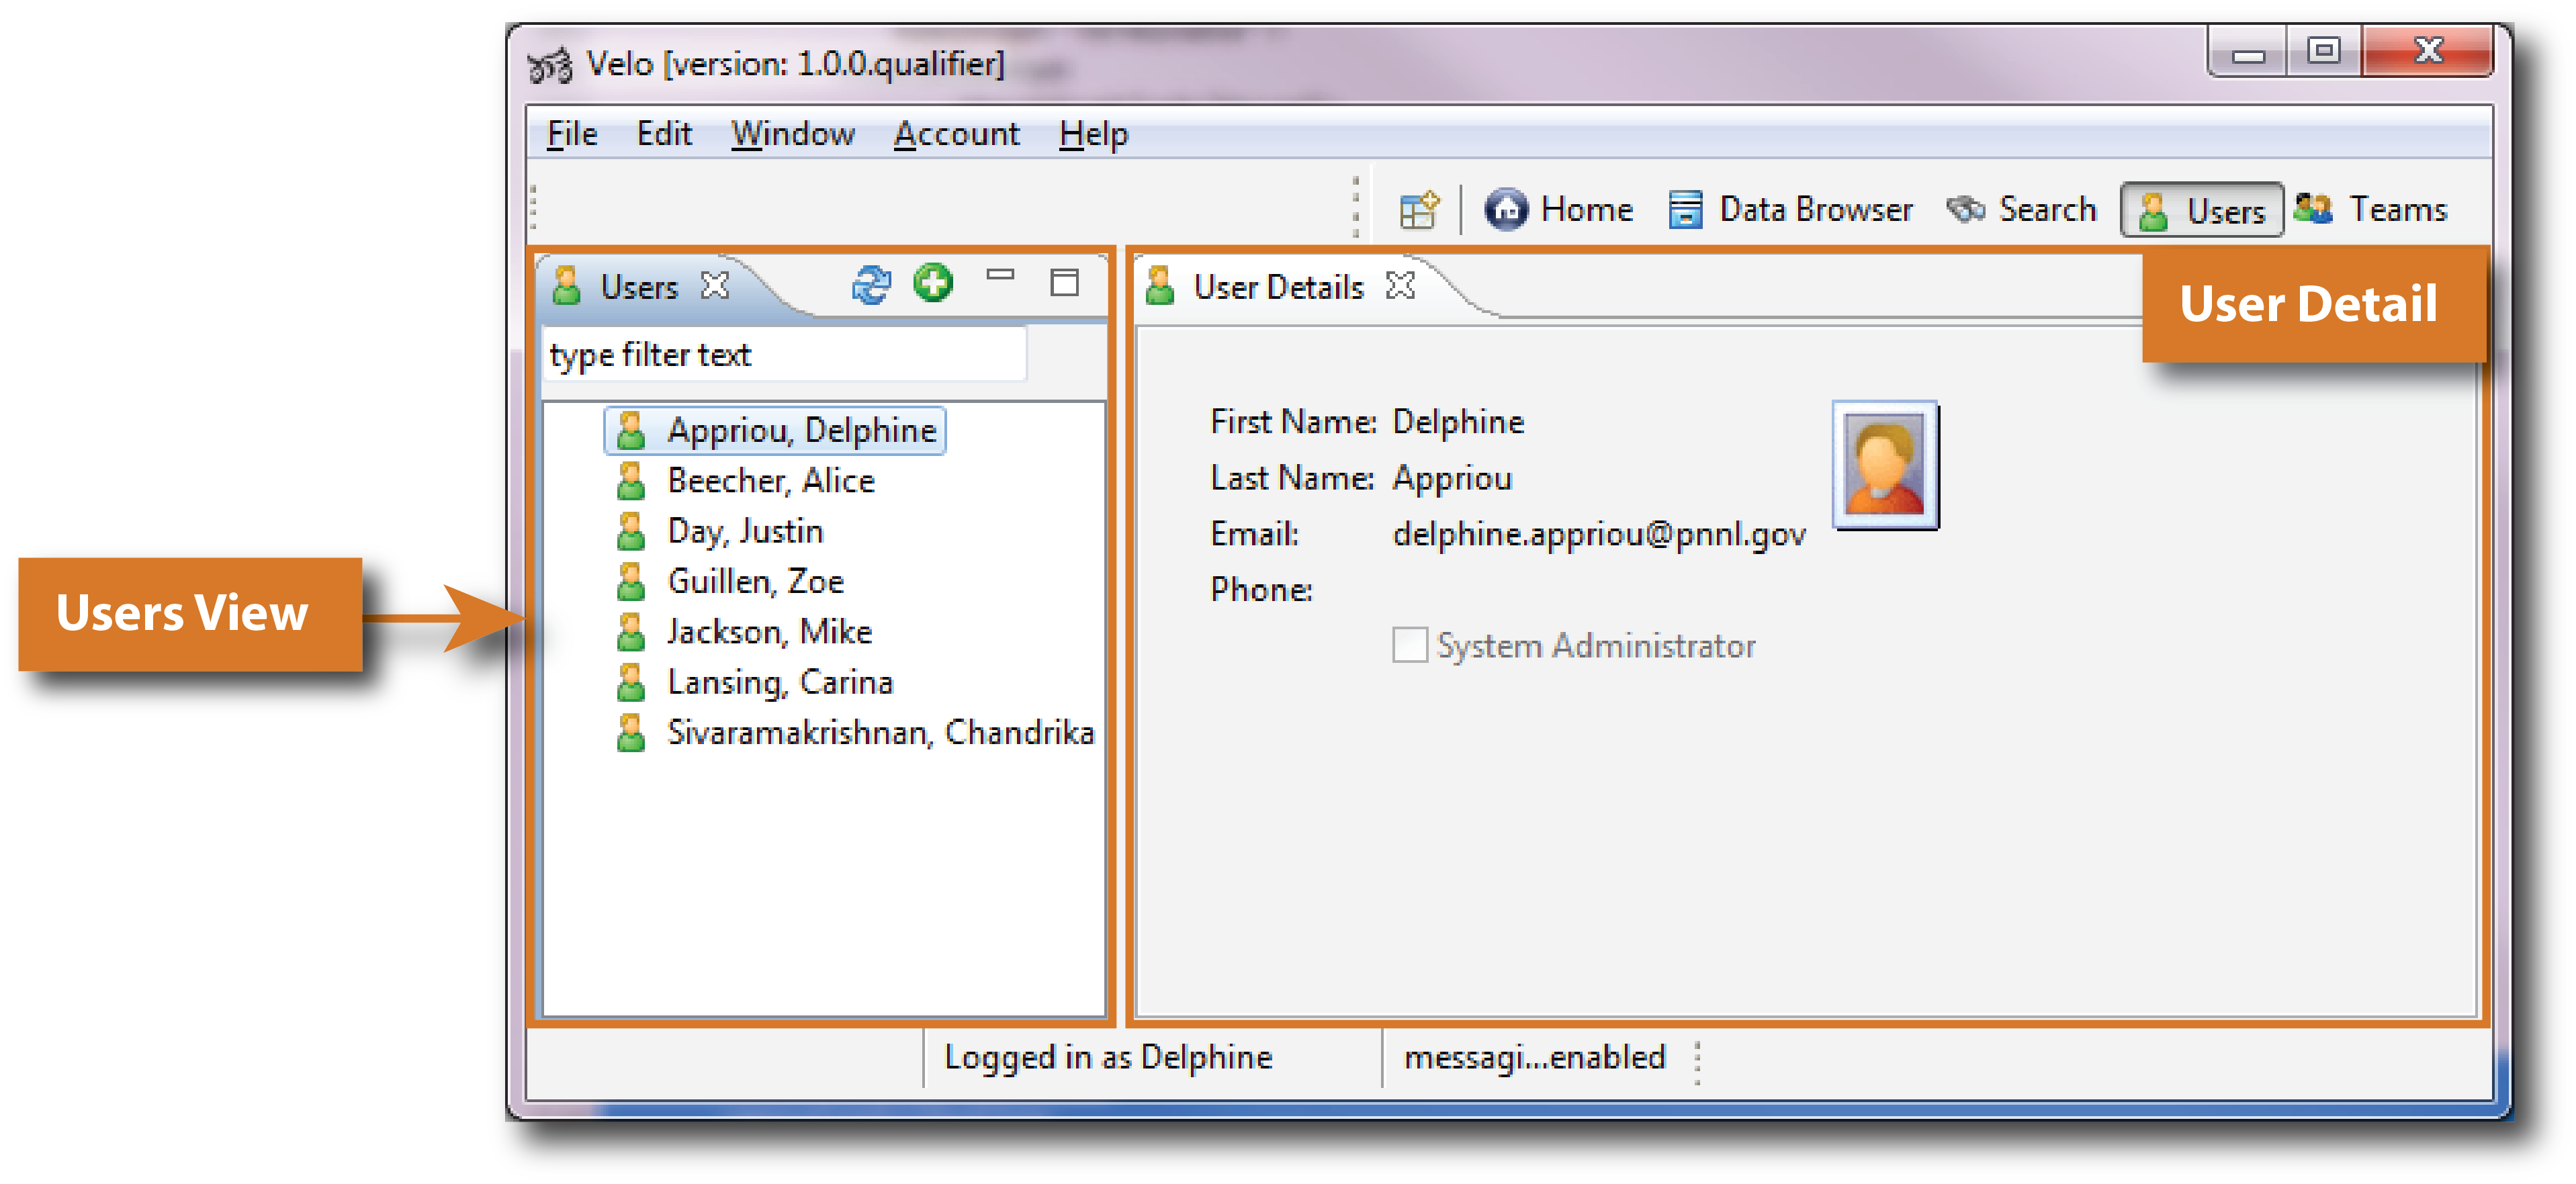 Velo [version: 1.0.0.qualifier]
File Edit Window Account Help
Home Data Browser Search Users Teams
Users
User Details
User Detail
type filter text
Appriou, Delphine
Beecher, Alice
Day, Justin
Guillen, Zoe
Jackson, Mike
Lansing, Carina
Sivaramakrishnan, Chandrika
First Name: Delphine
Last Name: Appriou
Email: delphine.appriou@pnnl.gov
Phone:
System Administrator
Users View
Logged in as Delphine
messagi...enabled